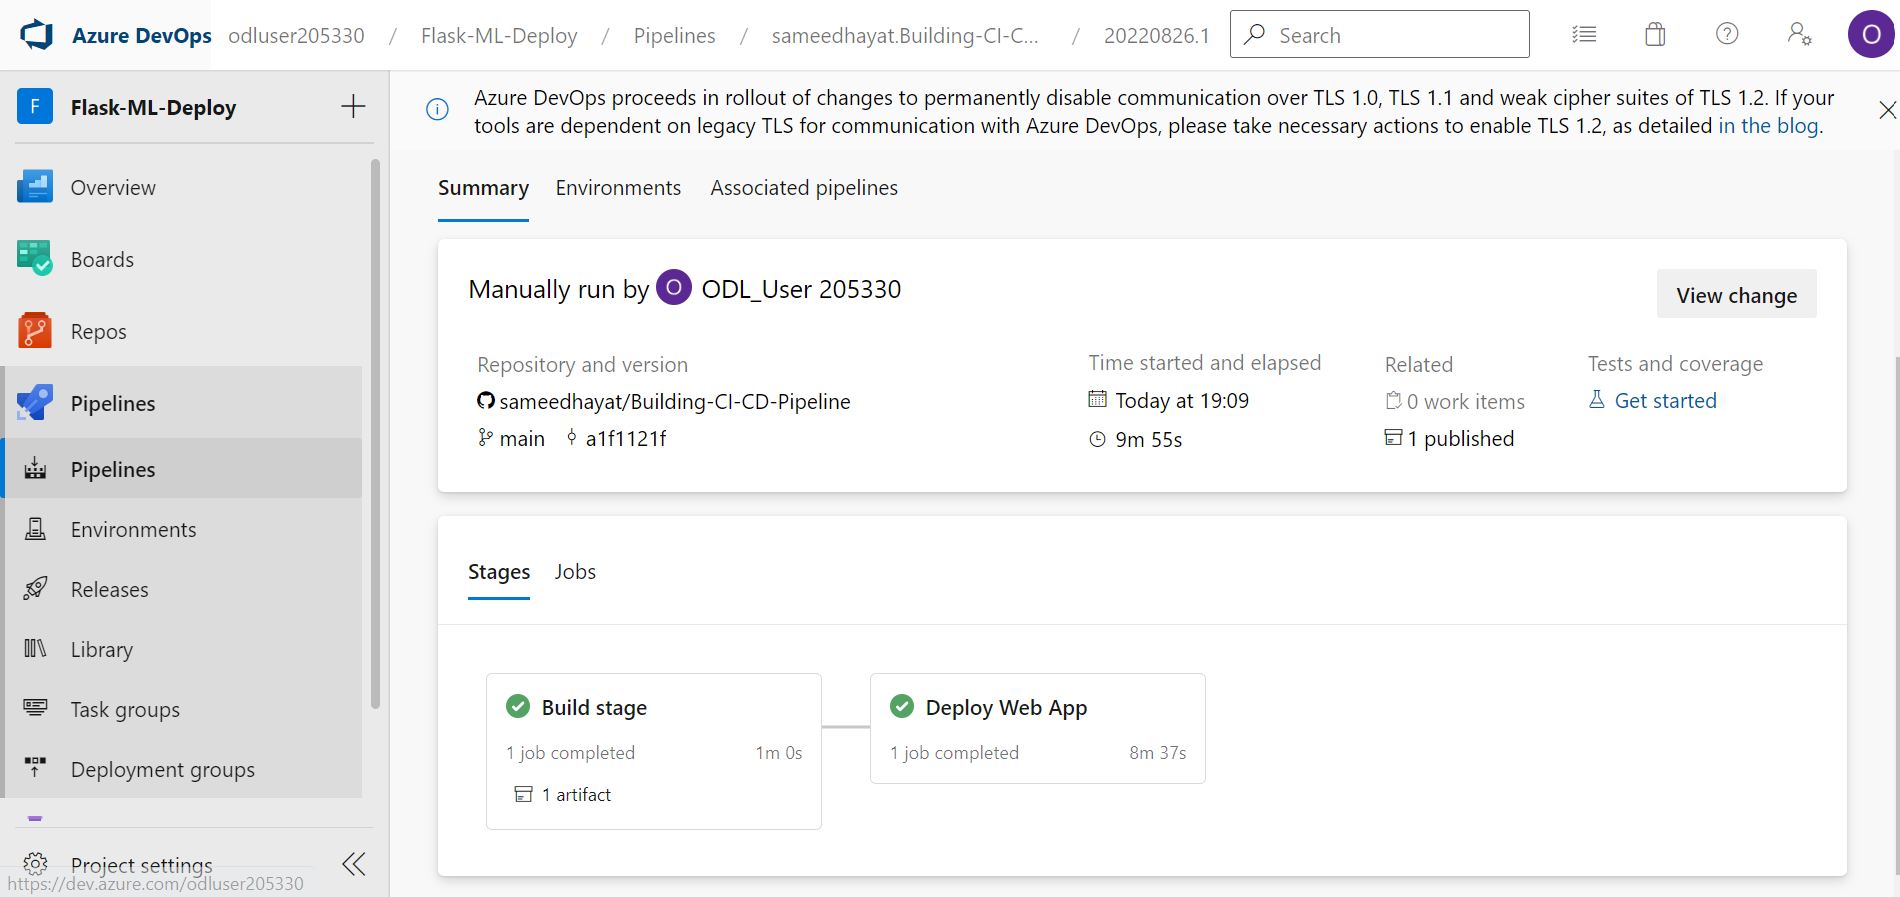 Azure DevOps odluser205330 / Flask-ML-Deploy / Pipelines / sameedhayat.Building-CI-C... / 20220826.1 Search O
F Flask-ML-Deploy
Overview
Boards
Repos
Pipelines
Pipelines
Environments
Releases
Library
Task groups
Deployment groups
Project settings
https://dev.azure.com/odluser205330
Azure DevOps proceeds in rollout of changes to permanently disable communication over TLS 1.0, TLS 1.1 and weak cipher suites of TLS 1.2. If your
tools are dependent on legacy TLS for communication with Azure DevOps, please take necessary actions to enable TLS 1.2, as detailed in the blog.
Summary Environments Associated pipelines
Manually run by O ODL_User 205330
View change
Repository and version
sameedhayat/Building-CI-CD-Pipeline
main a1f1121f
Time started and elapsed
Today at 19:09
9m 55s
Related
0 work items
1 published
Tests and coverage
Get started
Stages Jobs
Build stage
1 job completed 1m 0s
1 artifact
Deploy Web App
1 job completed 8m 37s